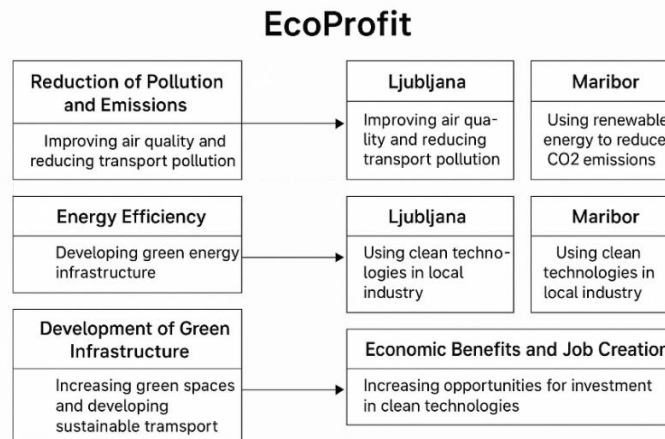 EcoProfit
Reduction of Pollution
and Emissions
Improving air quality and
reducing transport pollution
Ljubljana
Improving air qua-
lity and reducing
transport pollution
Maribor
Using renewable
energy to reduce
CO2 emissions
Energy Efficiency
Developing green energy
infrastructure
Ljubljana
Using clean techno-
logies in local
industry
Maribor
Using clean
technologies in
local industry
Development of Green
Infrastructure
Increasing green spaces
and developing
sustainable tramsport
Economic Benefits and Job Creation
Increasing opportunities for investment
in clean technologies